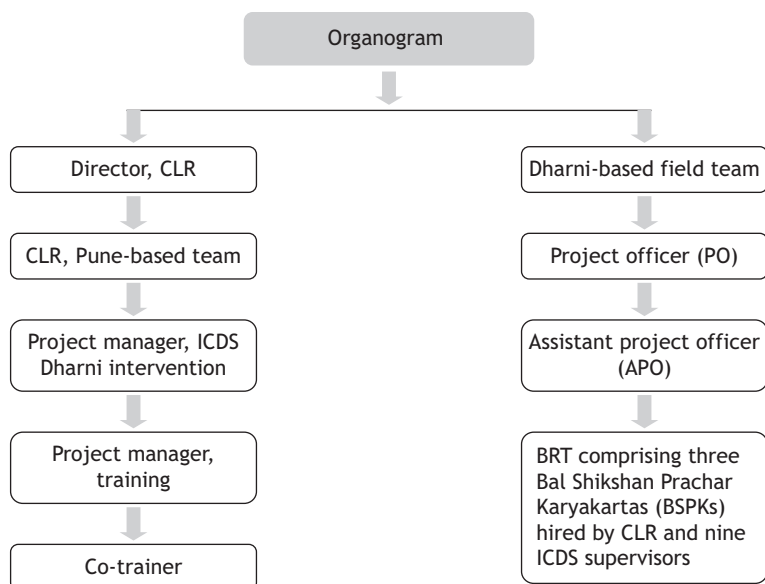 Organogram
Director, CLR
CLR, Pune-based team
Project manager, ICDS
Dharni intervention
Project manager,
training
Co-trainer
Dharni-based field team
Project officer (PO)
Assistant project officer
(APO)
BRT comprising three
Bal Shikshan Prachar
Karyakartas (BSPKs)
hired by CLR and nine
ICDS supervisors